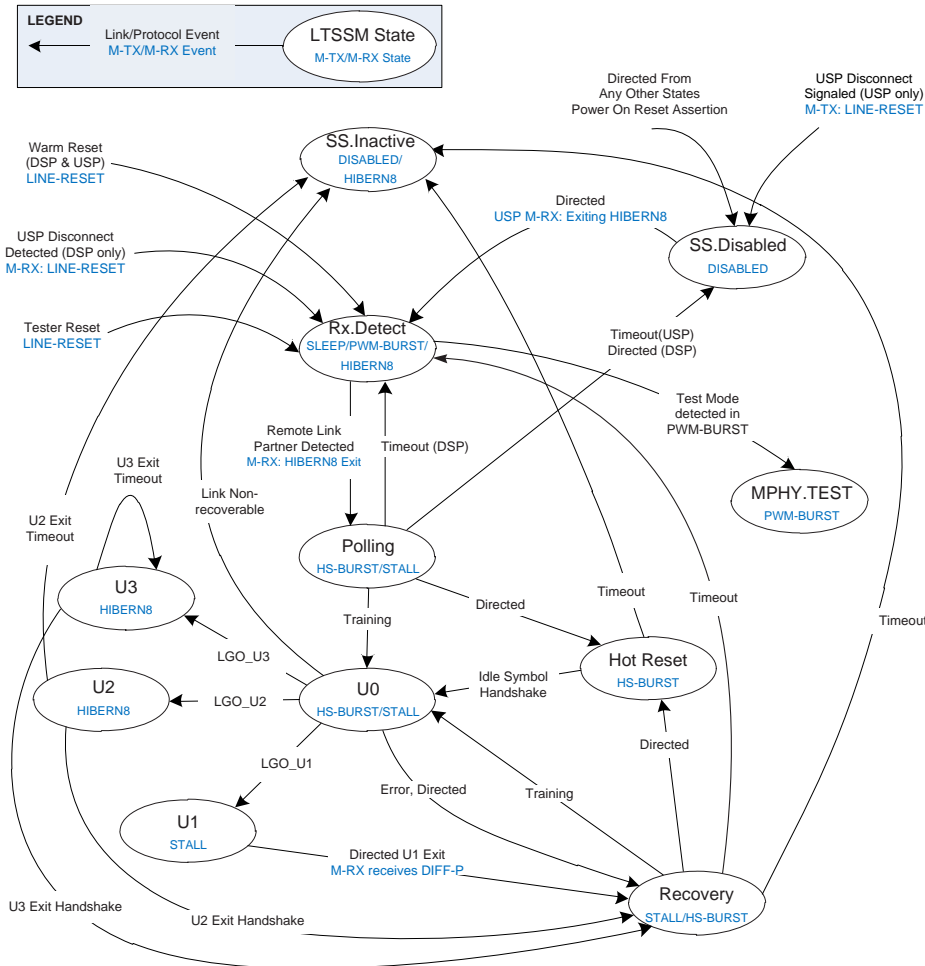 LEGEND
Link/Protocol Event
M-TX/M-RX Event
LTSSM State
M-TX/M-RX State
Directed From
Any Other States
Power On Reset Assertion
USP Disconnect
Signaled (USP only)
M-TX: LINE-RESET
Warm Reset
(DSP & USP)
LINE-RESET
SS.Inactive
DISABLED/
HIBERN8
Directed
USP M-RX: Exiting HIBERN8
SS.Disabled
DISABLED
USP Disconnect
Detected (DSP only)
M-RX: LINE-RESET
Tester Reset
LINE-RESET
Rx.Detect
SLEEP/PWM-BURST/
HIBERN8
Timeout(USP)
Directed (DSP)
Test Mode
detected in
PWM-BURST
Remote Link
Partner Detected
M-RX: HIBERN8 Exit
Timeout (DSP)
U3 Exit
Timeout
Link Non-
recoverable
MPHY.TEST
PWM-BURST
U2 Exit
Timeout
Polling
HS-BURST/STALL
U3
HIBERN8
Directed
Timeout
Timeout
Timeout
Training
LGO_U3
Hot Reset
HS-BURST
Idle Symbol
Handshake
U2
HIBERN8
LGO_U2
U0
HS-BURST/STALL
Directed
LGO_U1
Error, Directed
Training
U1
STALL
Directed U1 Exit
M-RX receives DIFF-P
Recovery
STALL/HS-BURST
U3 Exit Handshake
U2 Exit Handshake